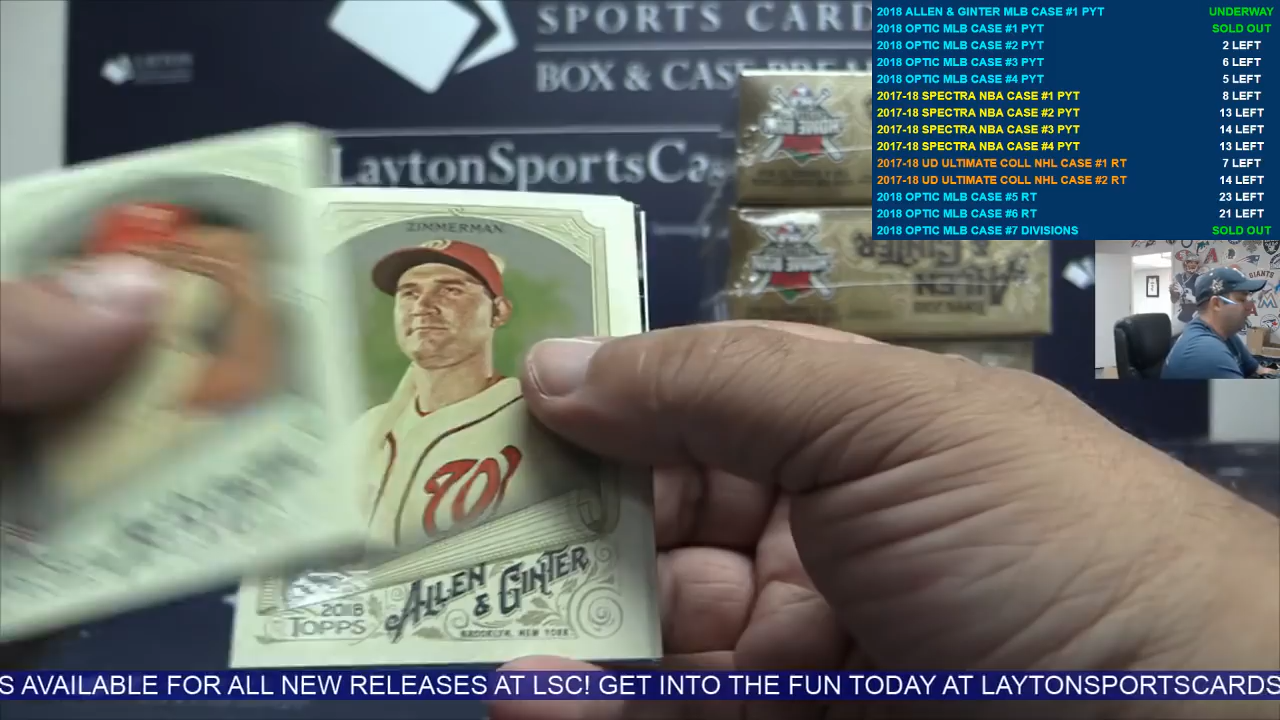 SPORTS CARD
BOX & CASE BREA
LaytonSportsCa
2018 ALLEN & GINTER MLB CASE #1 PYT UNDERWAY
2018 OPTIC MLB CASE #1 PYT SOLD OUT
2018 OPTIC MLB CASE #2 PYT 2 LEFT
2018 OPTIC MLB CASE #3 PYT 6 LEFT
2018 OPTIC MLB CASE #4 PYT 5 LEFT
2017-18 SPECTRA NBA CASE #1 PYT 8 LEFT
2017-18 SPECTRA NBA CASE #2 PYT 13 LEFT
2017-18 SPECTRA NBA CASE #3 PYT 14 LEFT
2017-18 SPECTRA NBA CASE #4 PYT 13 LEFT
2017-18 UD ULTIMATE COLL NHL CASE #1 RT 7 LEFT
2017-18 UD ULTIMATE COLL NHL CASE #2 RT 14 LEFT
2018 OPTIC MLB CASE #5 RT 23 LEFT
2018 OPTIC MLB CASE #6 RT 21 LEFT
2018 OPTIC MLB CASE #7 DIVISIONS SOLD OUT
ALLEN & GINTER
GIANTS
ZIMMERMAN
W
2018 TOPPS
ALLEN & GINTER
BROOKLYN, NEW YORK
S AVAILABLE FOR ALL NEW RELEASES AT LSC! GET INTO THE FUN TODAY AT LAYTONSPORTSCARDS